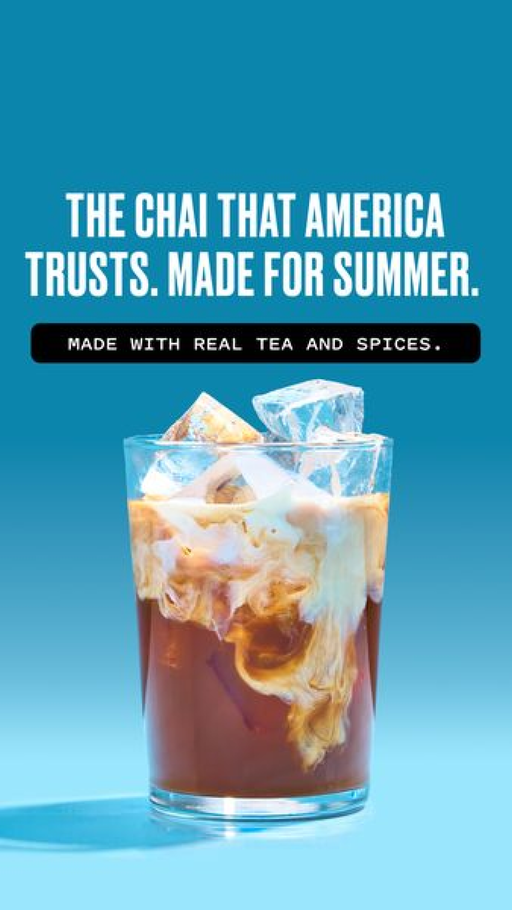 THE CHAI THAT AMERICA
TRUSTS. MADE FOR SUMMER.
MADE WITH REAL TEA AND SPICES.